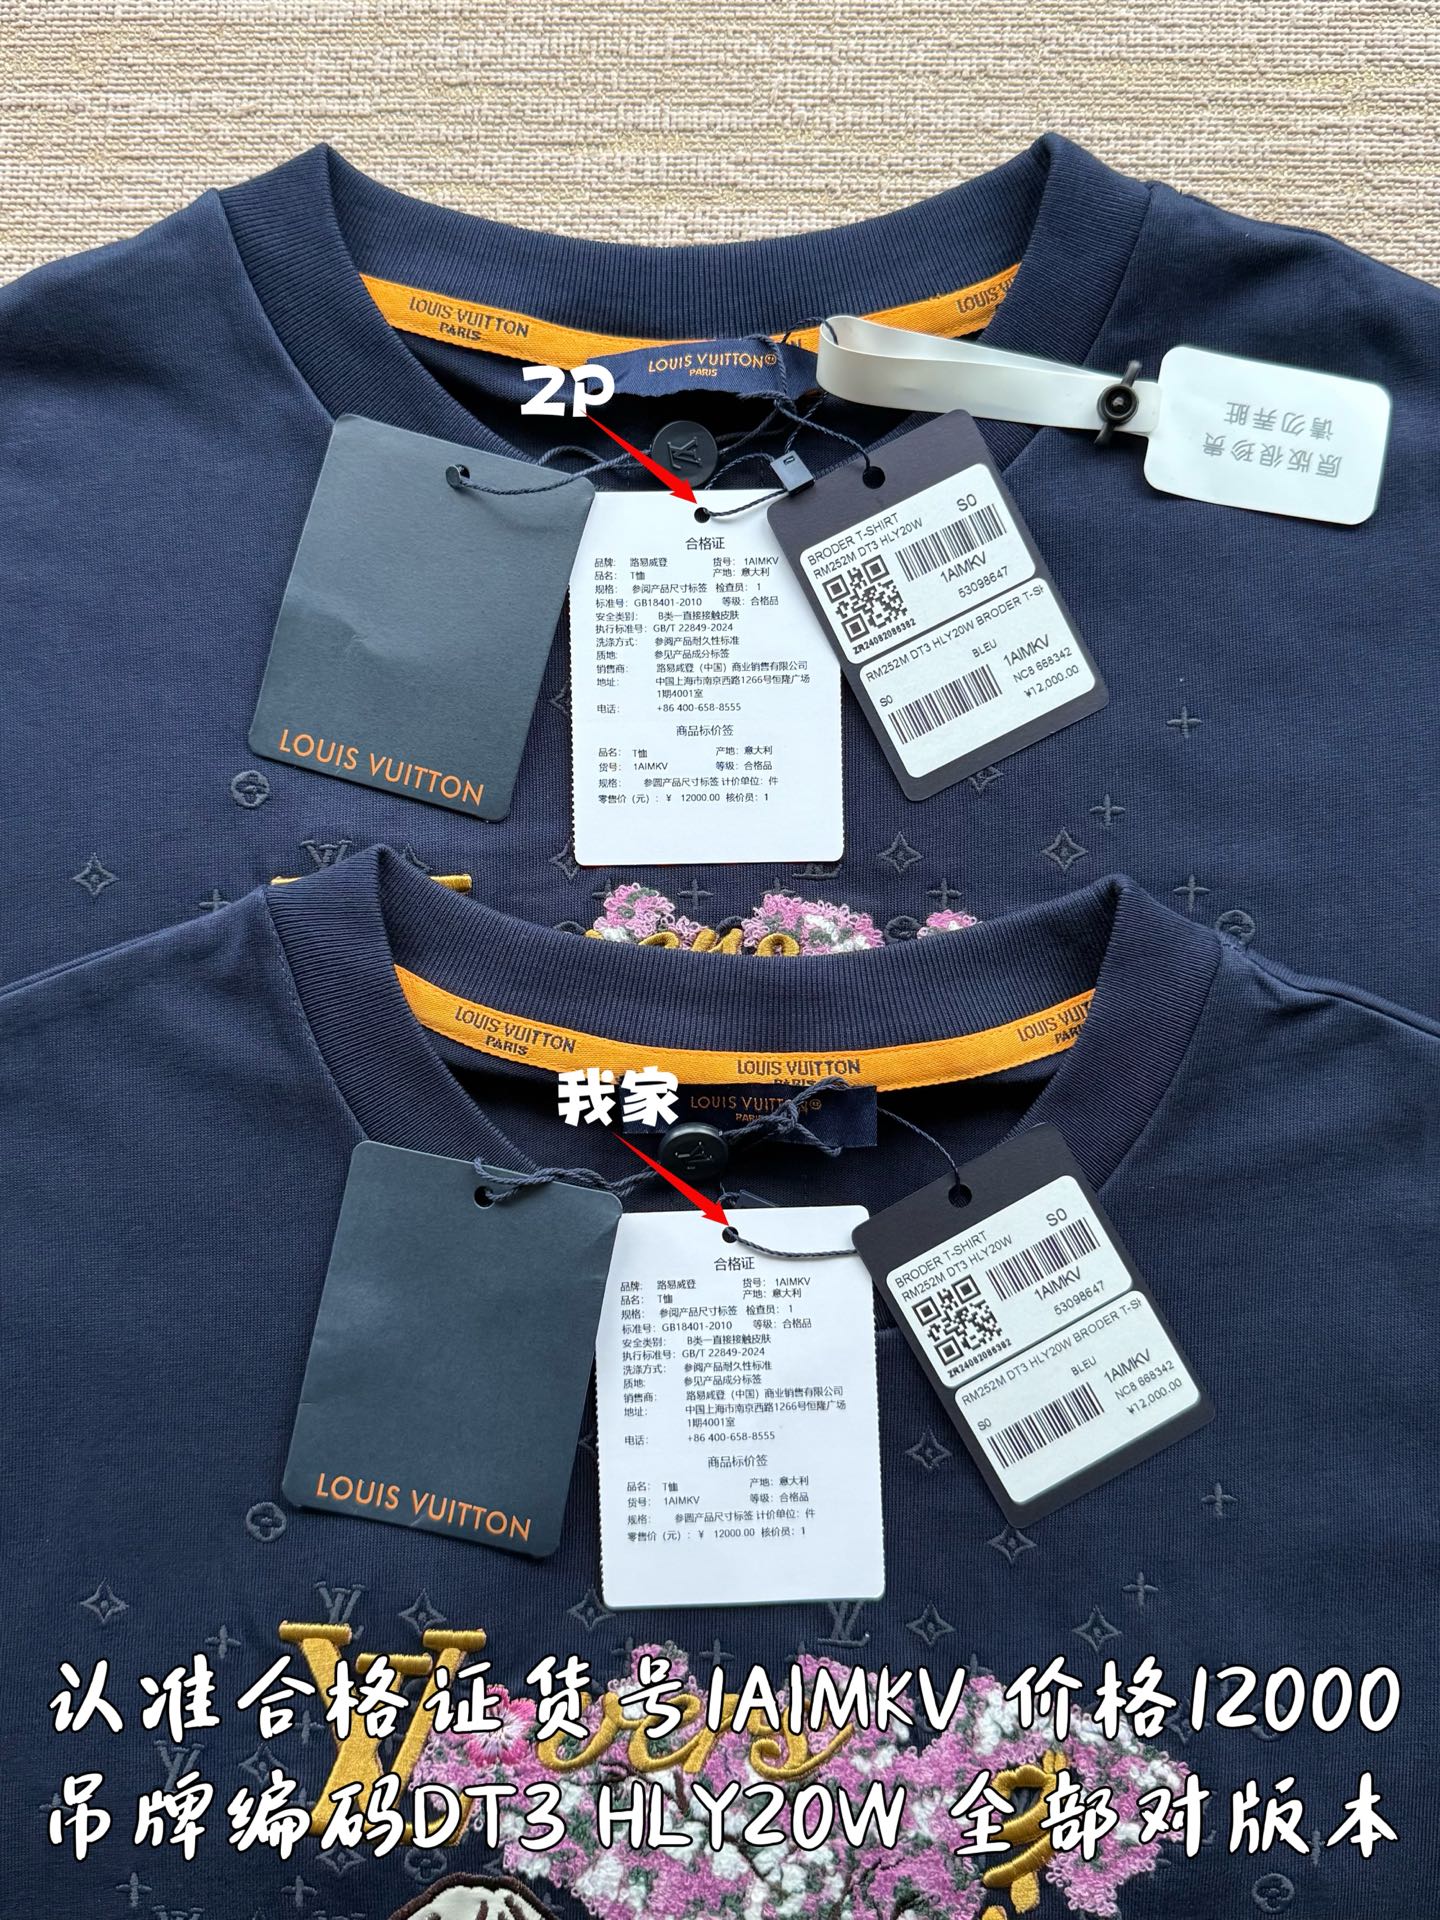 LOUIS VUITTON
PARIS
LOUIS
LOUIS VUITTON
PARIS
2P
原版很珍贵
请勿弄脏
LOUIS VUITTON
合格证
品牌: 路易威登 货号: 1AIMKV
品名: T恤 产地: 意大利
规格: 参阅产品尺寸标签 检查员: 1
标准号: GB18401-2010 等级: 合格品
安全类别: B类一直接接触皮肤
执行标准号: GB/T 22849-2024
洗涤方式: 参阅产品耐久性标准
质地: 参见产品成分标签
销售商: 路易威登（中国）商业销售有限公司
地址: 中国上海市南京西路1266号恒隆广场
1期4001室
电话: +86 400-658-8555
商品标价签
品名: T恤 产地: 意大利
货号: 1AIMKV 等级: 合格品
规格: 参圆产品尺寸标签 计价单位: 件
零售价（元）: ¥ 12000.00 核价员: 1
BRODER T-SHIRT
RM252M DT3 HLY20W
S0
1AIMKV
53098647
ZR24082086382
RM252M DT3 HLY20W BRODER T-SH
BLEU
S0
1AIMKV
NC8 668342
¥12,000.00
LOUIS VUITTON
PARIS
LOUIS VUITTON
LOUIS VUIT
PARIS
我家
LOUIS VUITTON
合格证
品牌: 路易威登 货号: 1AIMKV
品名: T恤 产地: 意大利
规格: 参阅产品尺寸标签 检查员: 1
标准号: GB18401-2010 等级: 合格品
安全类别: B类一直接接触皮肤
执行标准号: GB/T 22849-2024
洗涤方式: 参阅产品耐久性标准
质地: 参见产品成分标签
销售商: 路易威登（中国）商业销售有限公司
地址: 中国上海市南京西路1266号恒隆广场
1期4001室
电话: +86 400-658-8555
商品标价签
品名: T恤 产地: 意大利
货号: 1AIMKV 等级: 合格品
规格: 参圆产品尺寸标签 计价单位: 件
零售价（元）: ¥ 12000.00 核价员: 1
BRODER T-SHIRT
RM252M DT3 HLY20W
S0
1AIMKV
53098647
ZR24082086382
RM252M DT3 HLY20W BRODER T-SH
BLEU
S0
1AIMKV
NC8 668342
¥12,000.00
认准合格证货号1AIMKV 价格12000
吊牌编码DT3 HLY20W 全部对版本